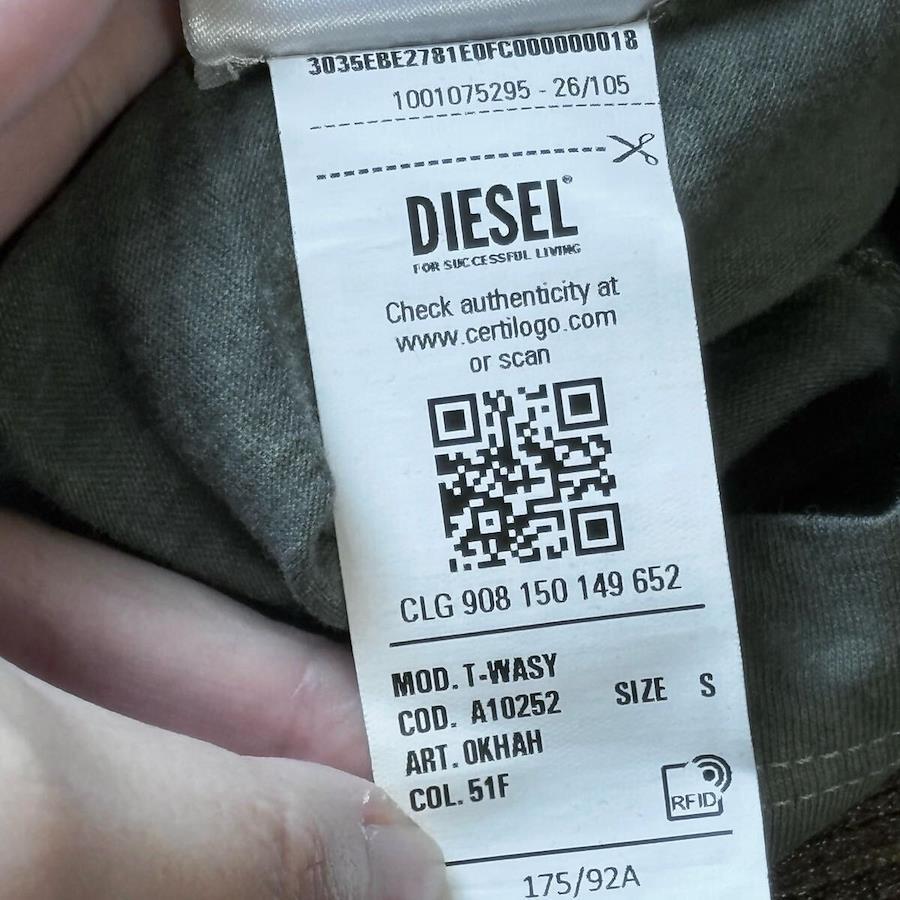 3035EBE2781E0FC000000018
1001075295 - 26/105
DIESEL®
FOR SUCCESSFUL LIVING
Check authenticity at
www.certilogo.com
or scan
CLG 908 150 149 652
MOD. T-WASY
COD. A10252 SIZE S
ART. 0KHAH
COL. 51F
RFID
175/92A